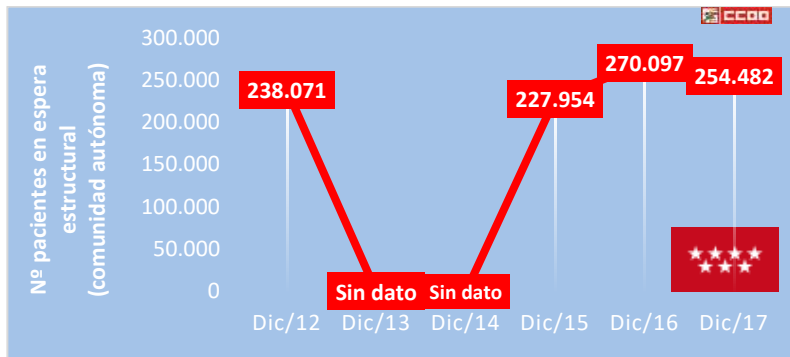 CCOO
Nº pacientes en espera
estructural
(comunidad autónoma)
300.000
250.000
200.000
150.000
100.000
50.000
0
238.071
Sin dato
Sin dato
227.954
270.097
254.482
Dic/12
Dic/13
Dic/14
Dic/15
Dic/16
Dic/17